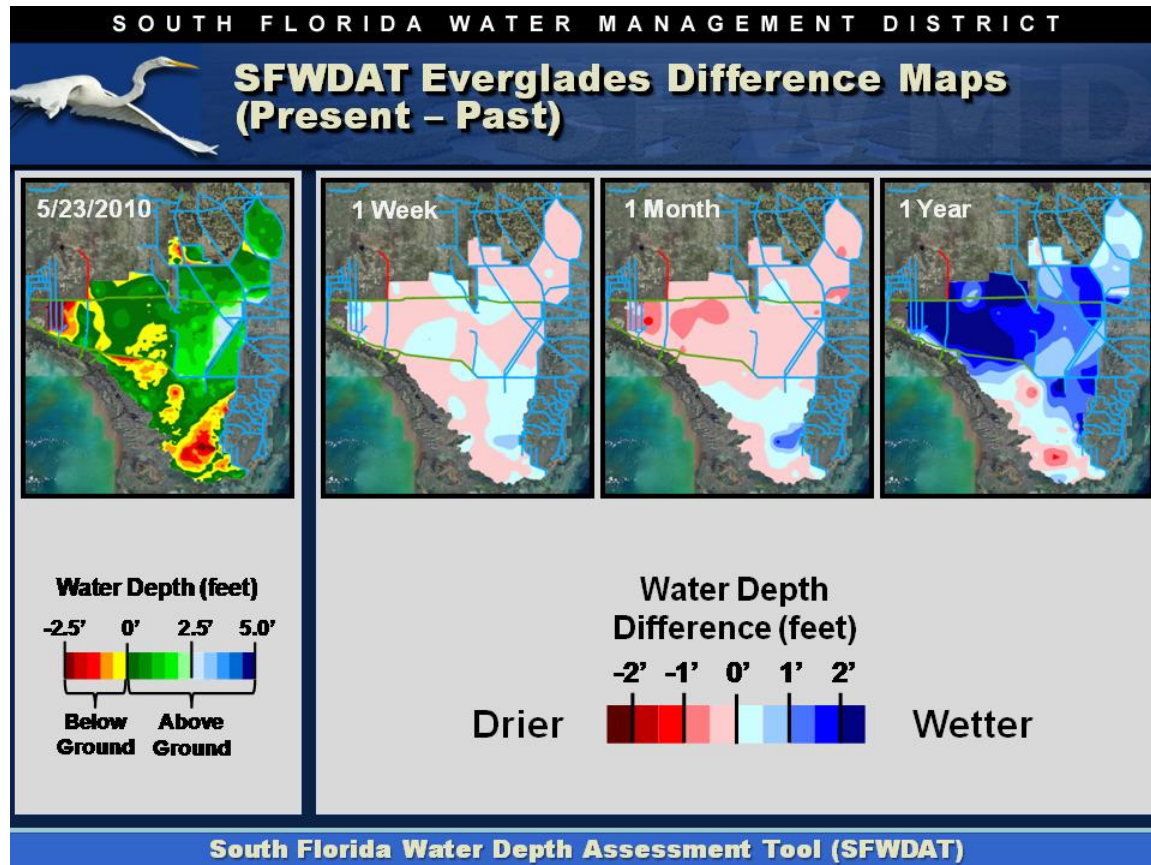 SOUTH FLORIDA WATER MANAGEMENT DISTRICT
SFWDAT Everglades Difference Maps
(Present – Past)
5/23/2010
1 Week
1 Month
1 Year
Water Depth (feet)
-2.5' 0' 2.5' 5.0'
Below Above
Ground Ground
Water Depth
Difference (feet)
-2' -1' 0' 1' 2'
Drier Wetter
South Florida Water Depth Assessment Tool (SFWDAT)